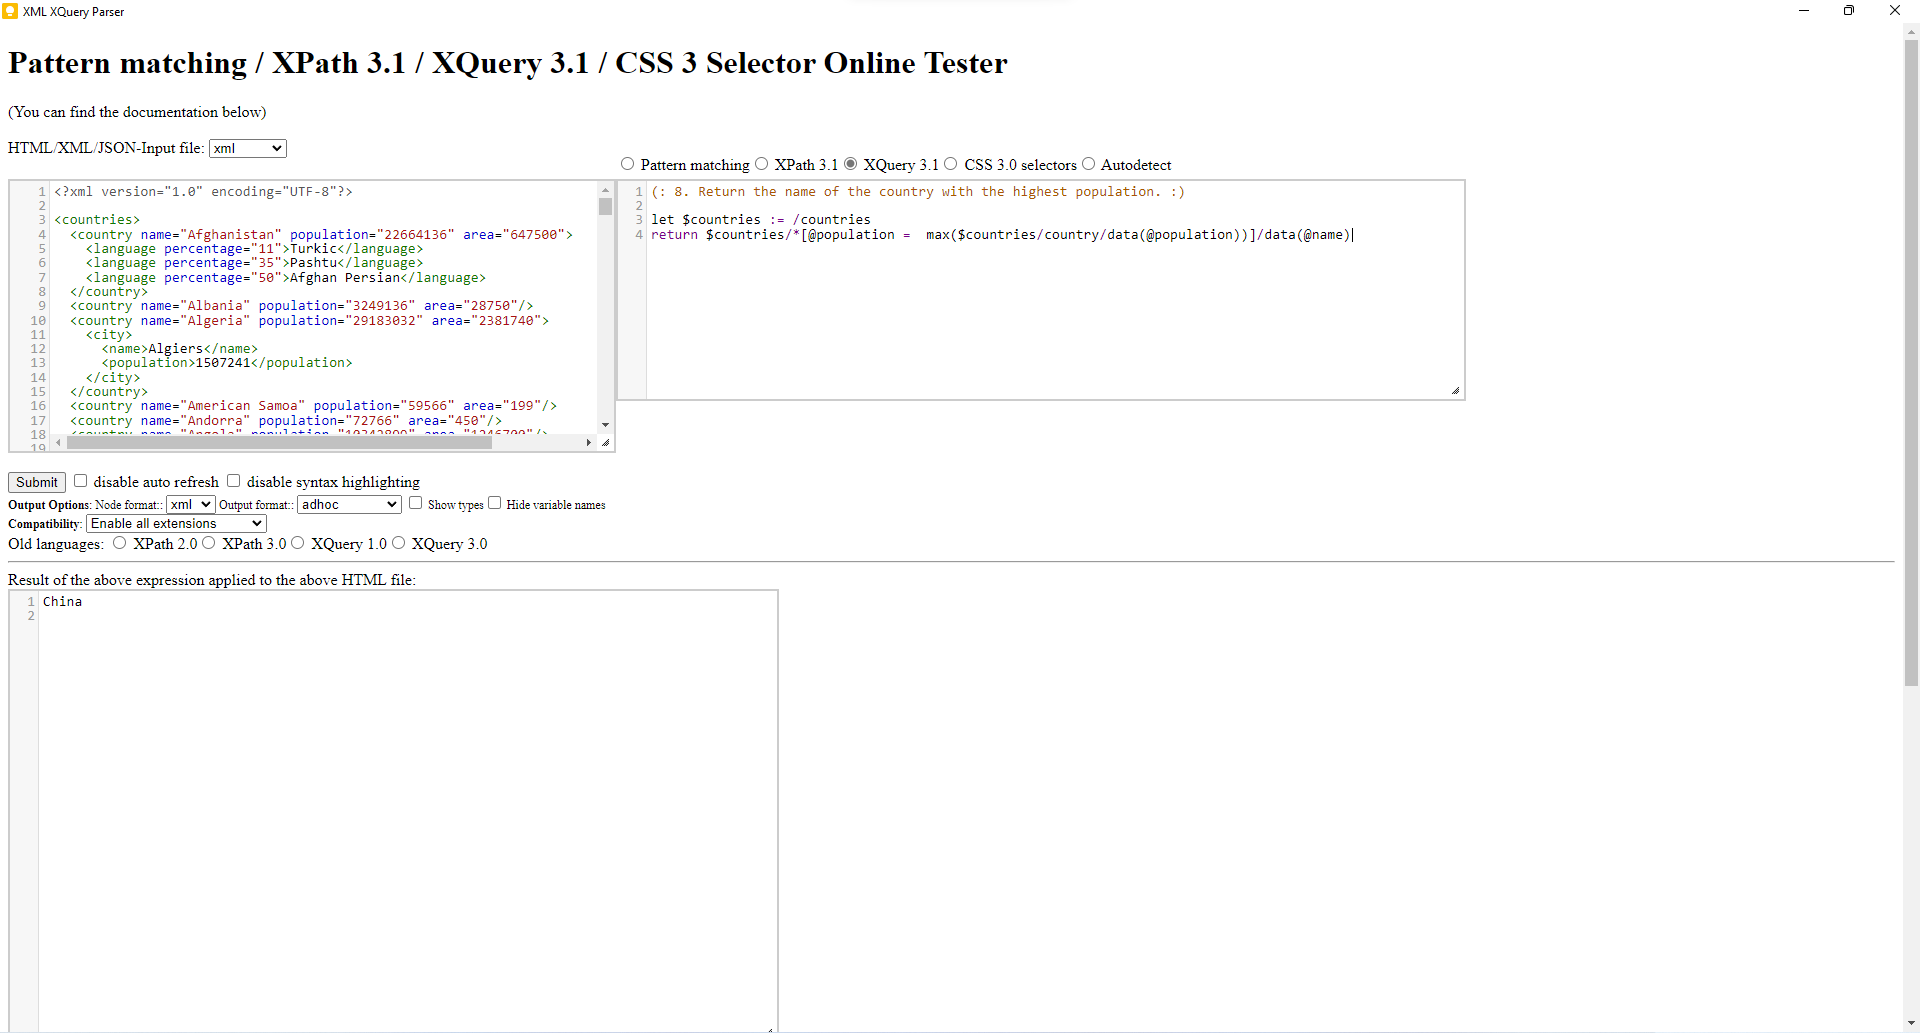 XML XQuery Parser
Pattern matching / XPath 3.1 / XQuery 3.1 / CSS 3 Selector Online Tester
(You can find the documentation below)
HTML/XML/JSON-Input file: xml
Pattern matching XPath 3.1 XQuery 3.1 CSS 3.0 selectors Autodetect
1 <?xml version="1.0" encoding="UTF-8"?>
2
3 <countries>
4 <country name="Afghanistan" population="22664136" area="647500">
5 <language percentage="11">Turkic</language>
6 <language percentage="35">Pashtu</language>
7 <language percentage="50">Afghan Persian</language>
8 </country>
9 <country name="Albania" population="3249136" area="28750"/>
10 <country name="Algeria" population="29183032" area="2381740">
11 <city>
12 <name>Algiers</name>
13 <population>1507241</population>
14 </city>
15 </country>
16 <country name="American Samoa" population="59566" area="199"/>
17 <country name="Andorra" population="72766" area="450"/>
18 <country name="Angola" population="10342899" area="1246700"/>
19
1 (: 8. Return the name of the country with the highest population. :)
2
3 let $countries := /countries
4 return $countries/*[@population = max($countries/country/data(@population))]/data(@name)
Submit disable auto refresh disable syntax highlighting
Output Options: Node format:: xml Output format:: adhoc Show types Hide variable names
Compatibility: Enable all extensions
Old languages: XPath 2.0 XPath 3.0 XQuery 1.0 XQuery 3.0
Result of the above expression applied to the above HTML file:
1 China
2